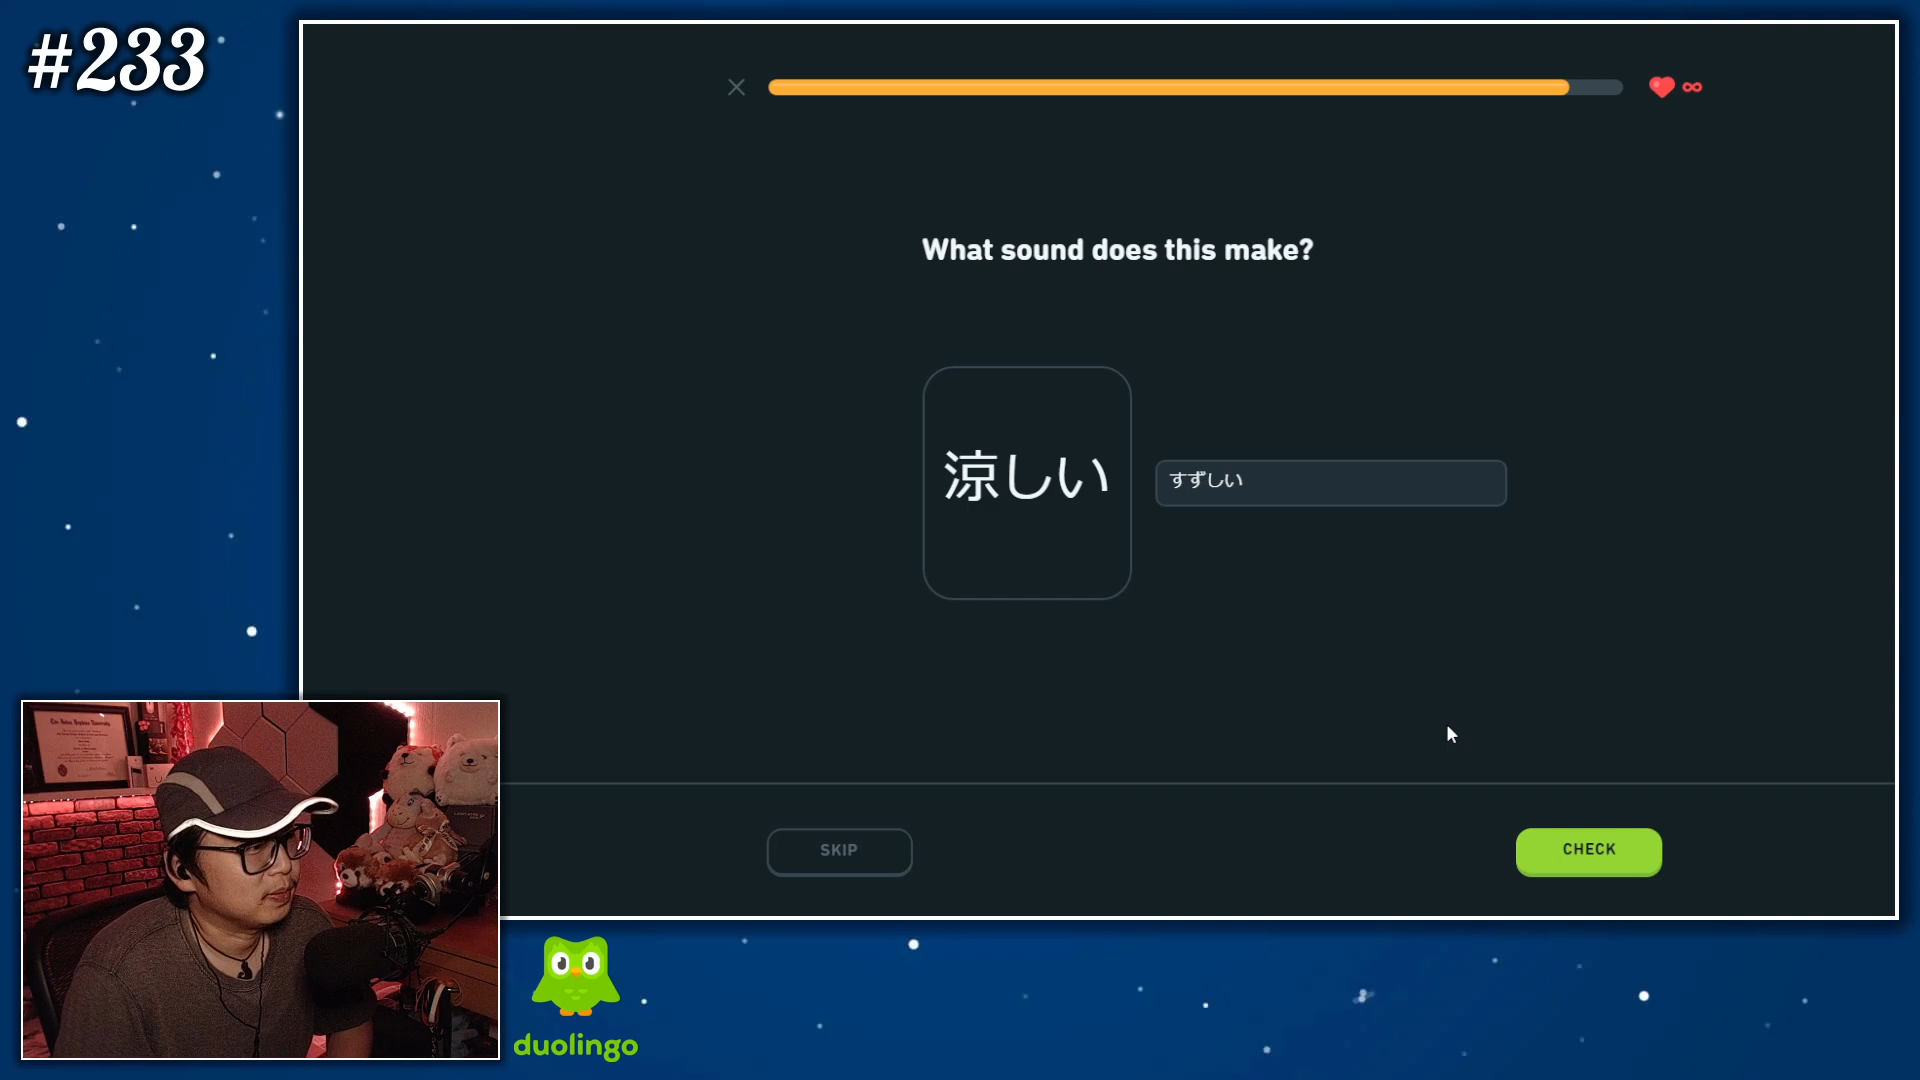 #233
∞
What sound does this make?
涼しい
すずしい
SKIP
CHECK
duolingo